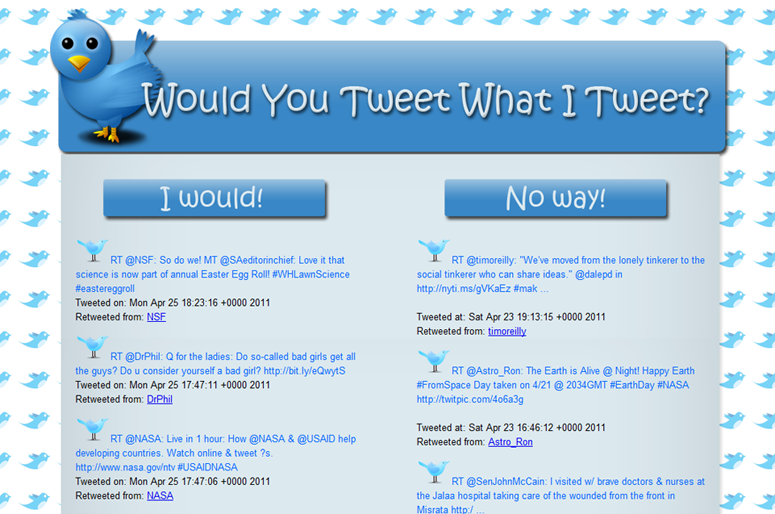 Would You Tweet What I Tweet?
I would!
RT @NSF: So do we! MT @SAeditorinchief: Love it that
science is now part of annual Easter Egg Roll! #WHLawnScience
#eastereggroll
Tweeted on: Mon Apr 25 18:23:16 +0000 2011
Retweeted from: NSF
RT @DrPhil: Q for the ladies: Do so-called bad girls get all
the guys? Do u consider yourself a bad girl? http://bit.ly/eQwytS
Tweeted on: Mon Apr 25 17:47:11 +0000 2011
Retweeted from: DrPhil
RT @NASA: Live in 1 hour: How @NASA & @USAID help
developing countries. Watch online & tweet ?s.
http://www.nasa.gov/ntv #USAIDNASA
Tweeted on: Mon Apr 25 17:47:06 +0000 2011
Retweeted from: NASA
No way!
RT @timoreilly: "We've moved from the lonely tinkerer to the
social tinkerer who can share ideas." @dalepd in
http://nyti.ms/gVKaEz #mak ...
Tweeted at: Sat Apr 23 19:13:15 +0000 2011
Retweeted from: timoreilly
RT @Astro_Ron: The Earth is Alive @ Night! Happy Earth
#FromSpace Day taken on 4/21 @ 2034GMT #EarthDay #NASA
http://twitpic.com/4o6a3g
Tweeted at: Sat Apr 23 16:46:12 +0000 2011
Retweeted from: Astro_Ron
RT @SenJohnMcCain: I visited w/ brave doctors & nurses at
the Jalaa hospital taking care of the wounded from the front in
Misrata http:/ ...